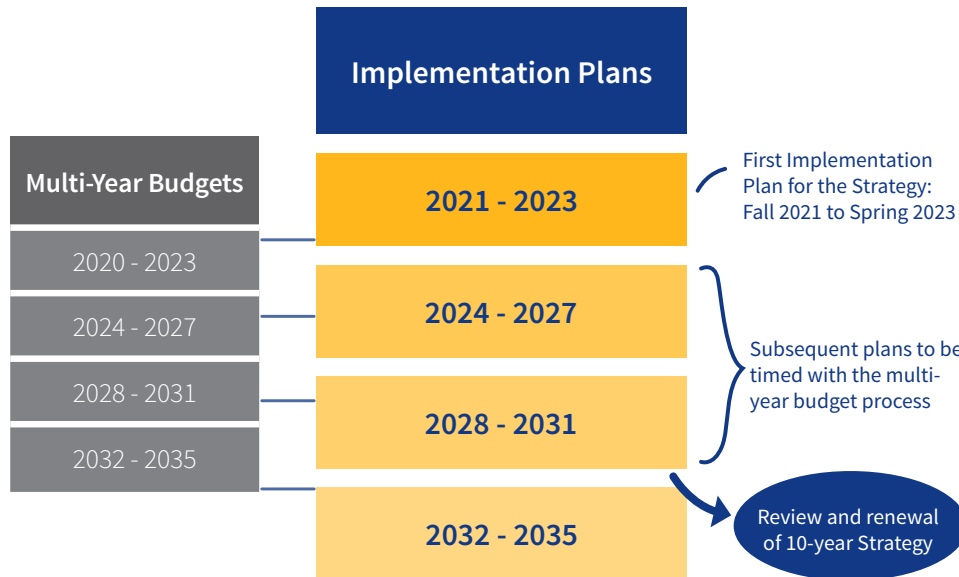 Implementation Plans
Multi-Year Budgets
2020 - 2023
2024 - 2027
2028 - 2031
2032 - 2035
2021 - 2023
2024 - 2027
2028 - 2031
2032 - 2035
First Implementation
Plan for the Strategy:
Fall 2021 to Spring 2023
Subsequent plans to be
timed with the multi-
year budget process
Review and renewal
of 10-year Strategy